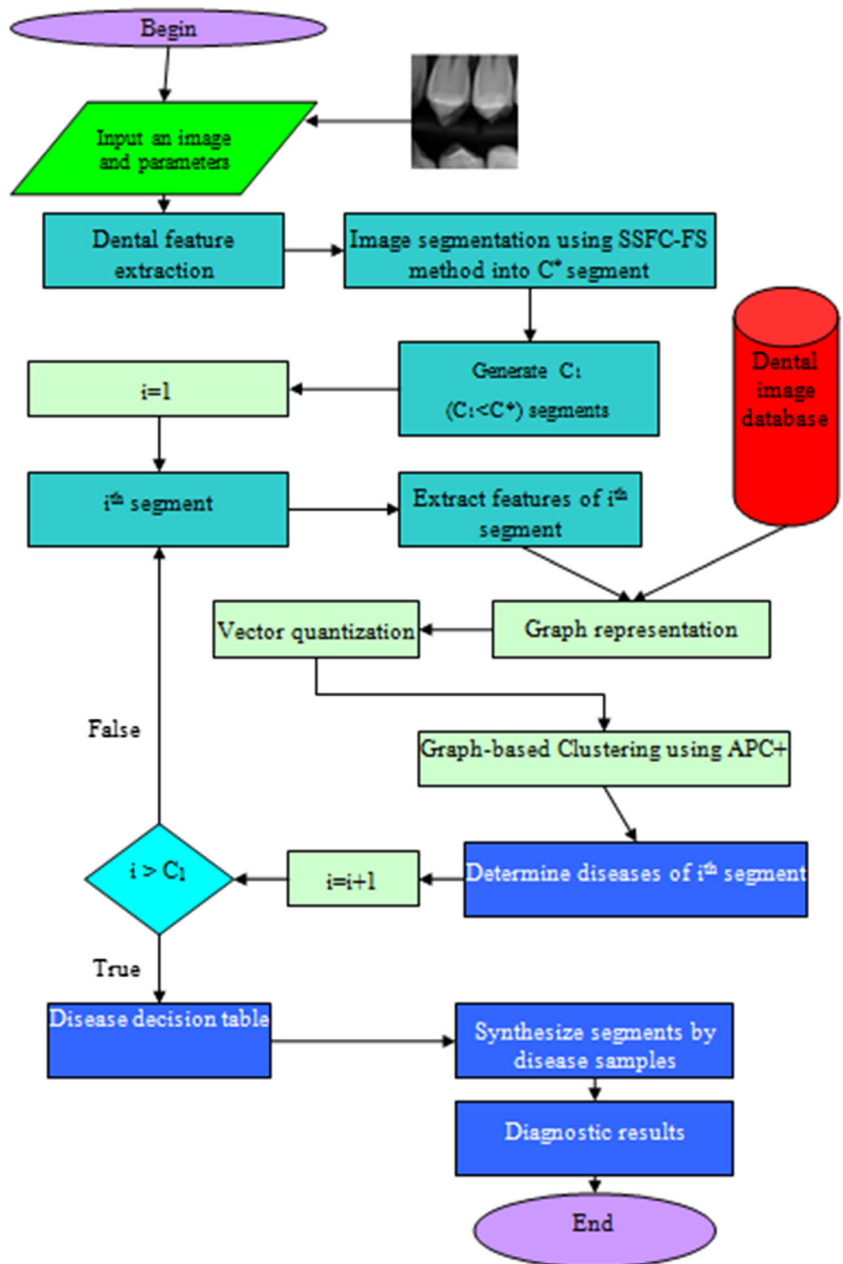 Begin
Input an image
and parameters
Dental feature
extraction
Image segmentation using SSFC-FS
method into C* segment
Generate C₁
(C₁<C*) segments
i=1
Dental
image
database
iᵗʰ segment
Extract features of iᵗʰ
segment
Graph representation
Vector quantization
Graph-based Clustering using APC+
Determine diseases of iᵗʰ segment
i=i+1
i > C₁
False
True
Disease decision table
Synthesize segments by
disease samples
Diagnostic results
End